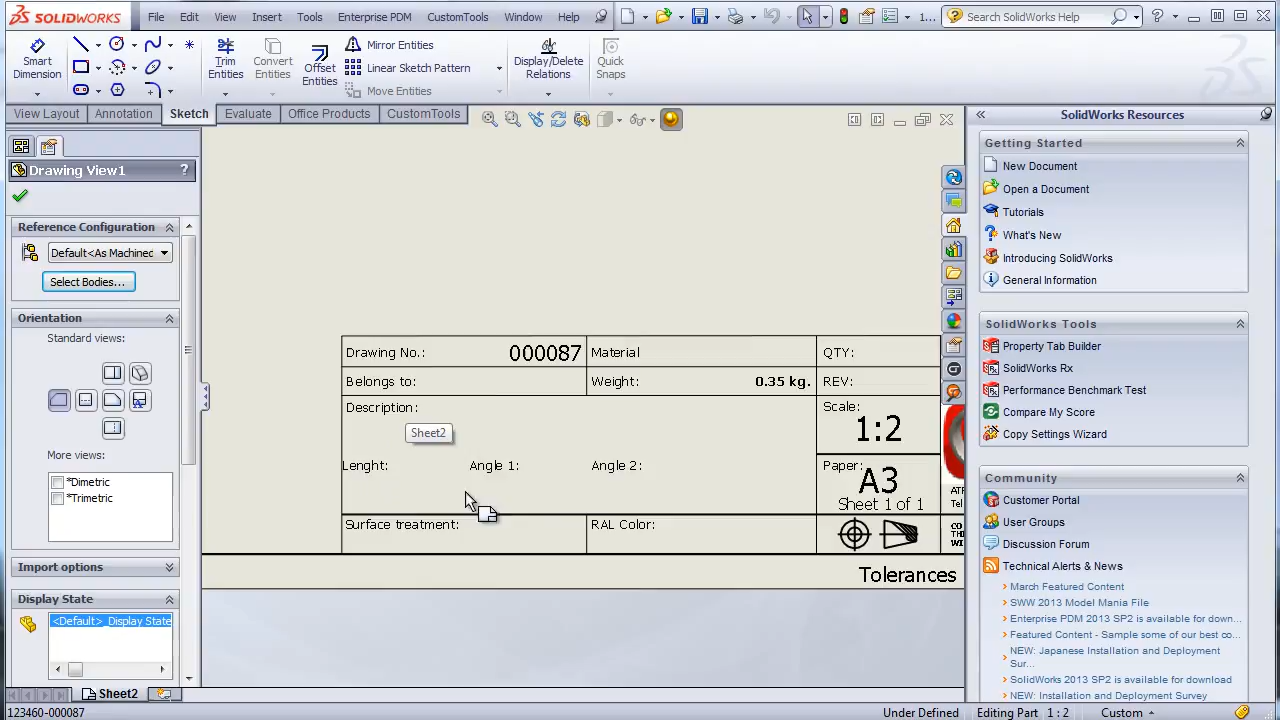 SOLIDWORKS File Edit View Insert Tools Enterprise PDM CustomTools Window Help 1... Search SolidWorks Help
Smart Dimension
Trim Entities
Convert Entities
Offset Entities
Mirror Entities
Linear Sketch Pattern
Move Entities
Display/Delete Relations
Quick Snaps
View Layout Annotation Sketch Evaluate Office Products CustomTools
Drawing View1 ?
Reference Configuration
Default<As Machined
Select Bodies...
Orientation
Standard views:
More views:
*Dimetric
*Trimetric
Import options
Display State
<Default>_Display State
Sheet2
Drawing No.: 000087 Material QTY:
Belongs to: Weight: 0.35 kg. REV:
Description: Scale:
1:2
Sheet2
Lenght: Angle 1: Angle 2: Paper:
A3
Sheet 1 of 1
Surface treatment: RAL Color:
Tolerances
SolidWorks Resources
Getting Started
New Document
Open a Document
Tutorials
What's New
Introducing SolidWorks
General Information
SolidWorks Tools
Property Tab Builder
SolidWorks Rx
Performance Benchmark Test
Compare My Score
Copy Settings Wizard
Community
Customer Portal
User Groups
Discussion Forum
Technical Alerts & News
March Featured Content
SWW 2013 Model Mania File
Enterprise PDM 2013 SP2 is available for down...
Featured Content - Sample some of our best co...
NEW: Japanese Installation and Deployment Sur...
SolidWorks 2013 SP2 is available for download
NEW: Installation and Deployment Survey
123460-000087 Under Defined Editing Part 1 : 2 Custom